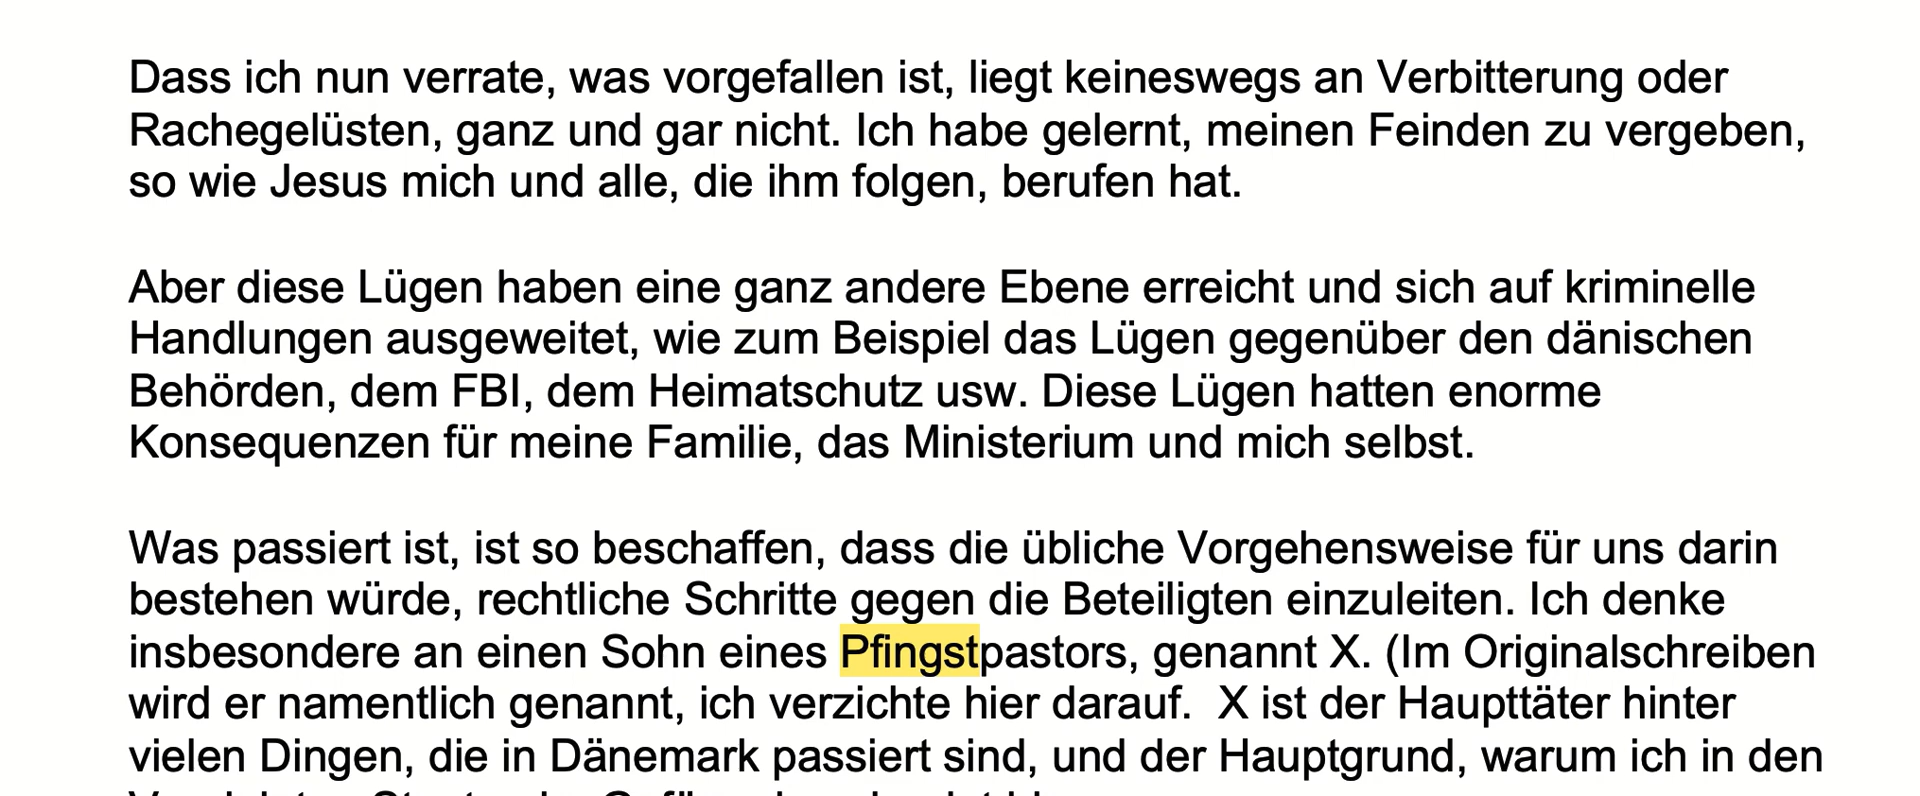 Dass ich nun verrate, was vorgefallen ist, liegt keineswegs an Verbitterung oder
Rachegelüsten, ganz und gar nicht. Ich habe gelernt, meinen Feinden zu vergeben,
so wie Jesus mich und alle, die ihm folgen, berufen hat.
Aber diese Lügen haben eine ganz andere Ebene erreicht und sich auf kriminelle
Handlungen ausgeweitet, wie zum Beispiel das Lügen gegenüber den dänischen
Behörden, dem FBI, dem Heimatschutz usw. Diese Lügen hatten enorme
Konsequenzen für meine Familie, das Ministerium und mich selbst.
Was passiert ist, ist so beschaffen, dass die übliche Vorgehensweise für uns darin
bestehen würde, rechtliche Schritte gegen die Beteiligten einzuleiten. Ich denke
insbesondere an einen Sohn eines Pfingstpastors, genannt X. (Im Originalschreiben
wird er namentlich genannt, ich verzichte hier darauf.  X ist der Haupttäter hinter
vielen Dingen, die in Dänemark passiert sind, und der Hauptgrund, warum ich in den